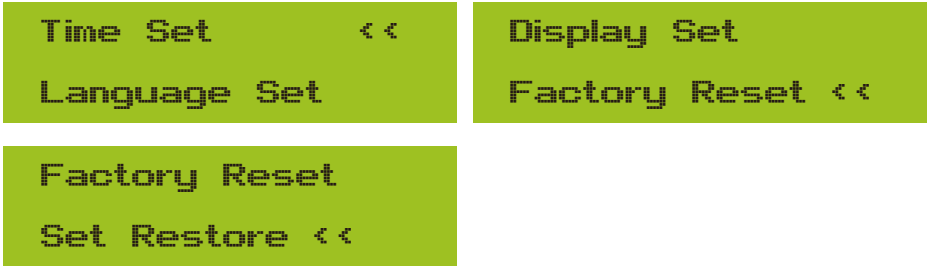 Time Set <<
Language Set
Display Set
Factory Reset <<
Factory Reset
Set Restore <<